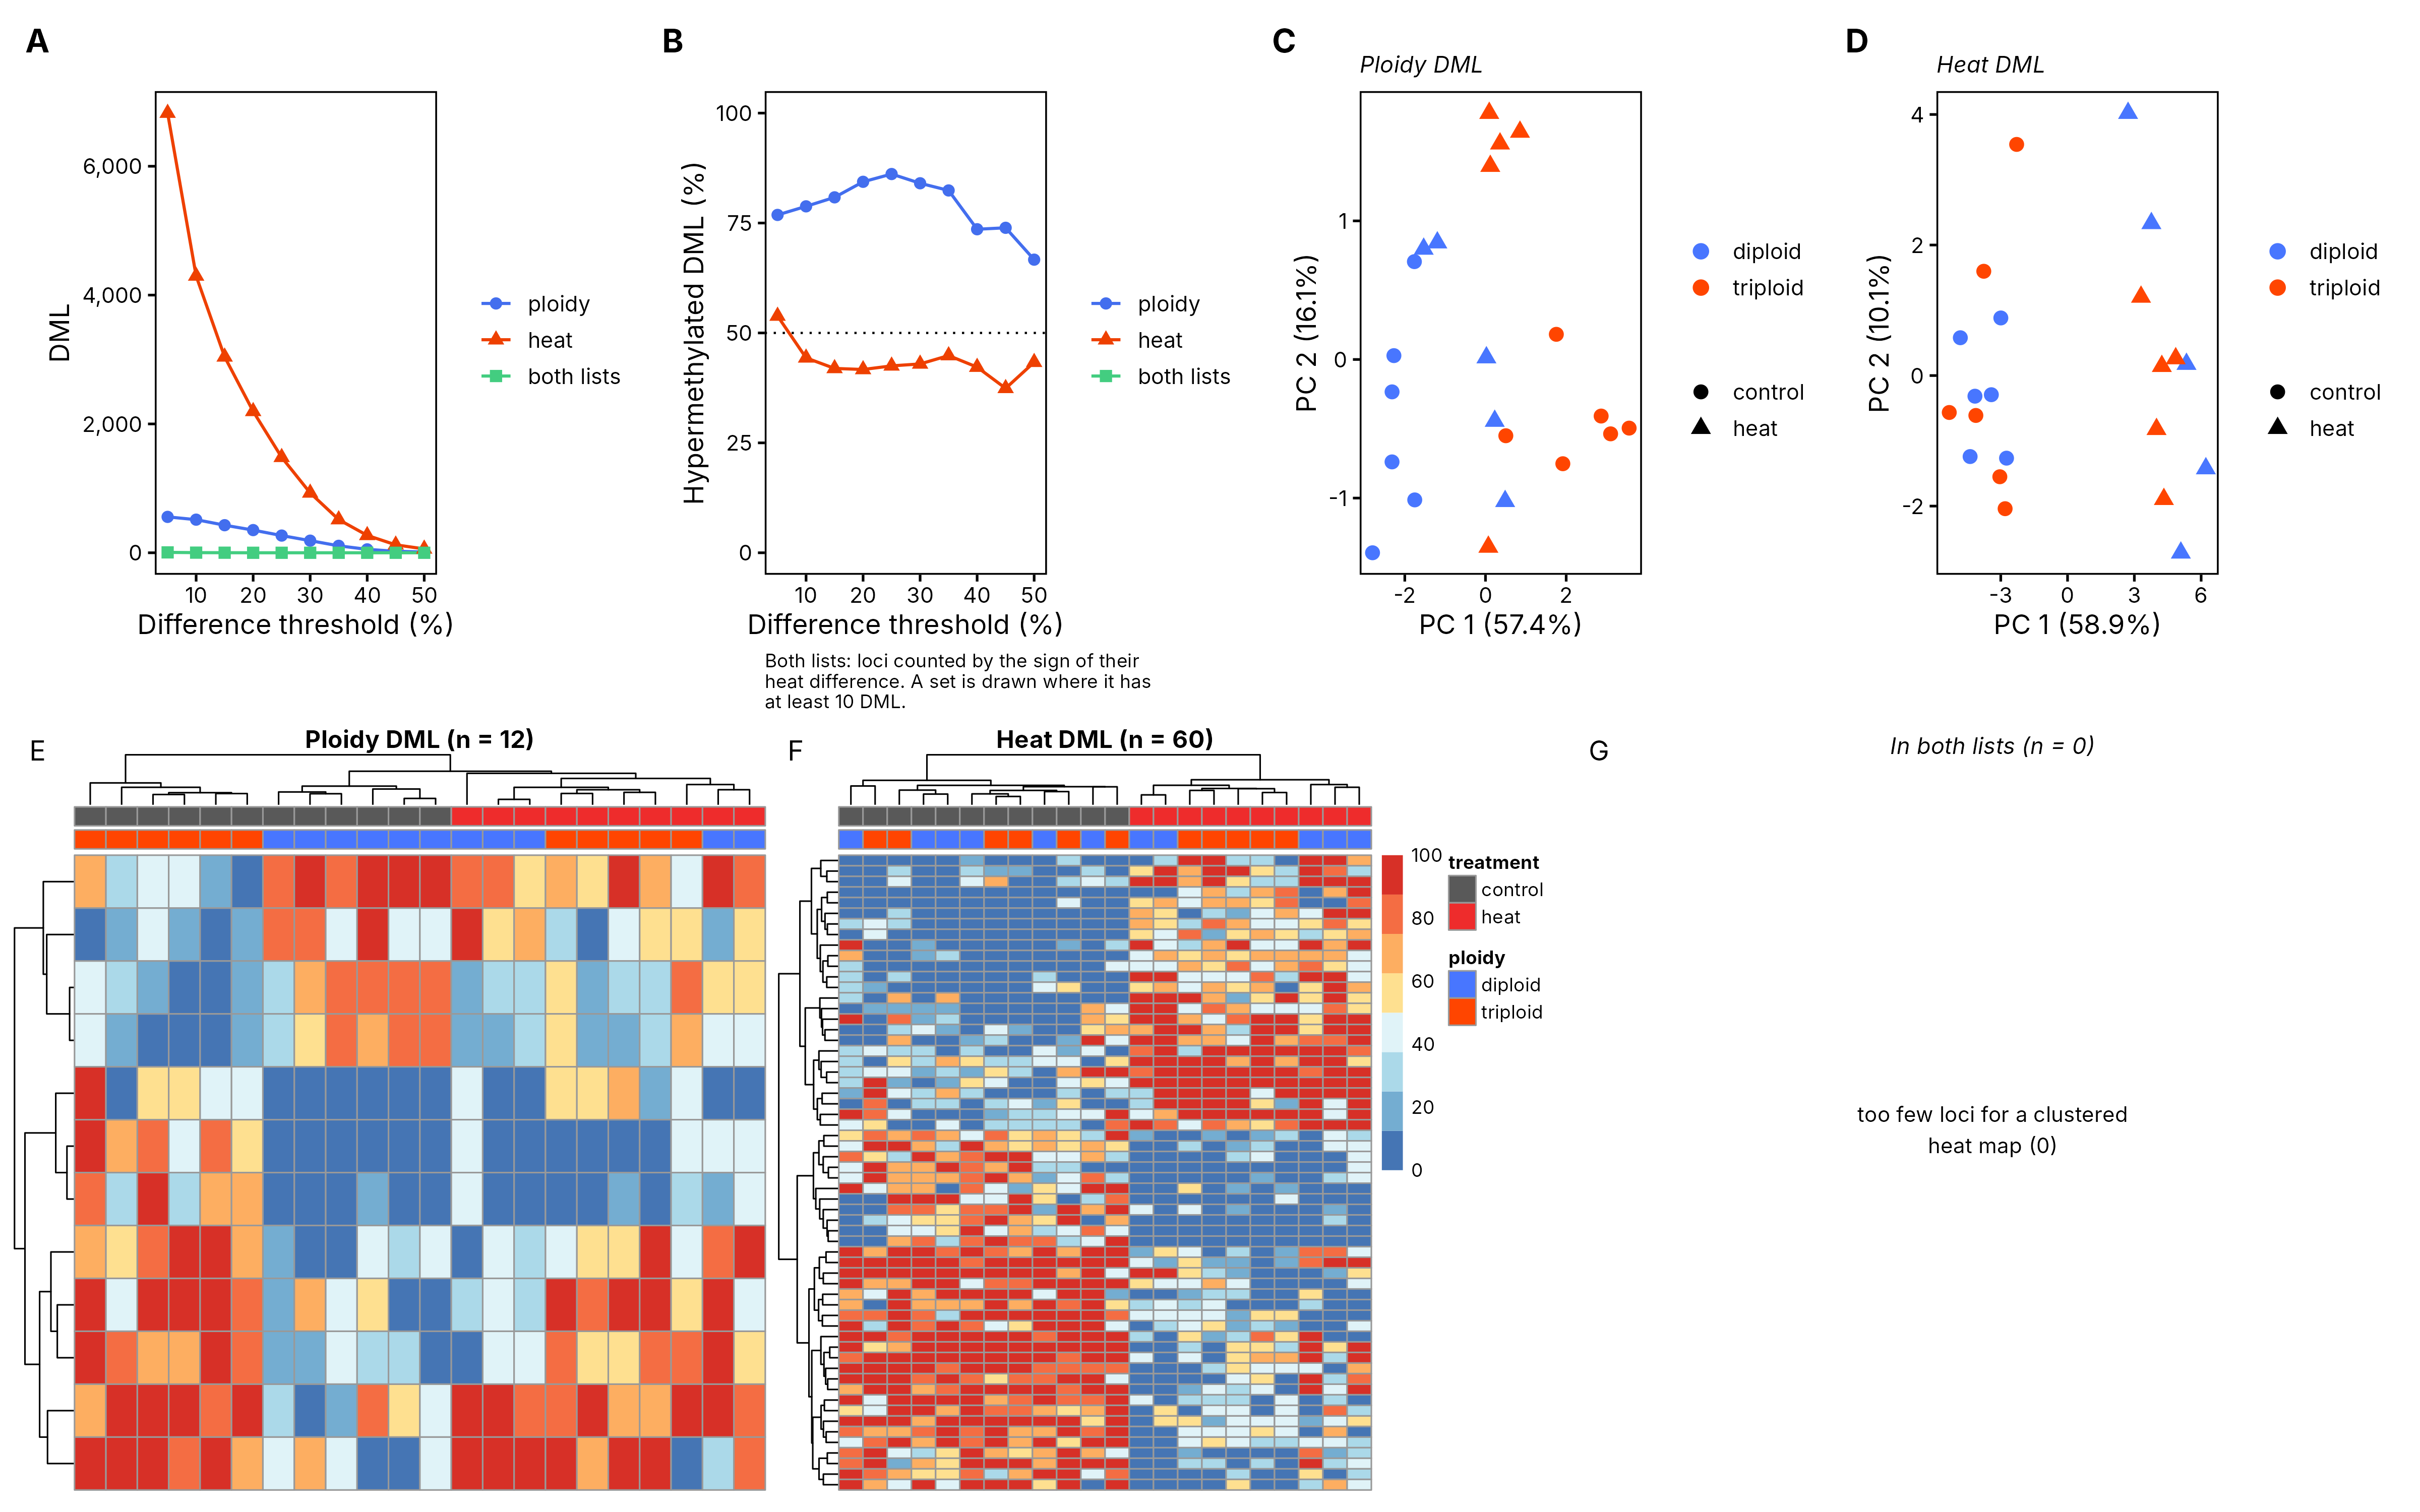 A
B
C
D
Ploidy DML
Heat DML
DML
6,000
4,000
2,000
0
10 20 30 40 50
Difference threshold (%)
ploidy
heat
both lists
Hypermethylated DML (%)
100
75
50
25
0
10 20 30 40 50
Difference threshold (%)
Both lists: loci counted by the sign of their
heat difference. A set is drawn where it has
at least 10 DML.
ploidy
heat
both lists
PC 2 (16.1%)
1
0
-1
-2 0 2
PC 1 (57.4%)
diploid
triploid
control
heat
PC 2 (10.1%)
4
2
0
-2
-3 0 3 6
PC 1 (58.9%)
diploid
triploid
control
heat
E
Ploidy DML (n = 12)
F
Heat DML (n = 60)
100
80
60
40
20
0
treatment
control
heat
ploidy
diploid
triploid
G
In both lists (n = 0)
too few loci for a clustered
heat map (0)